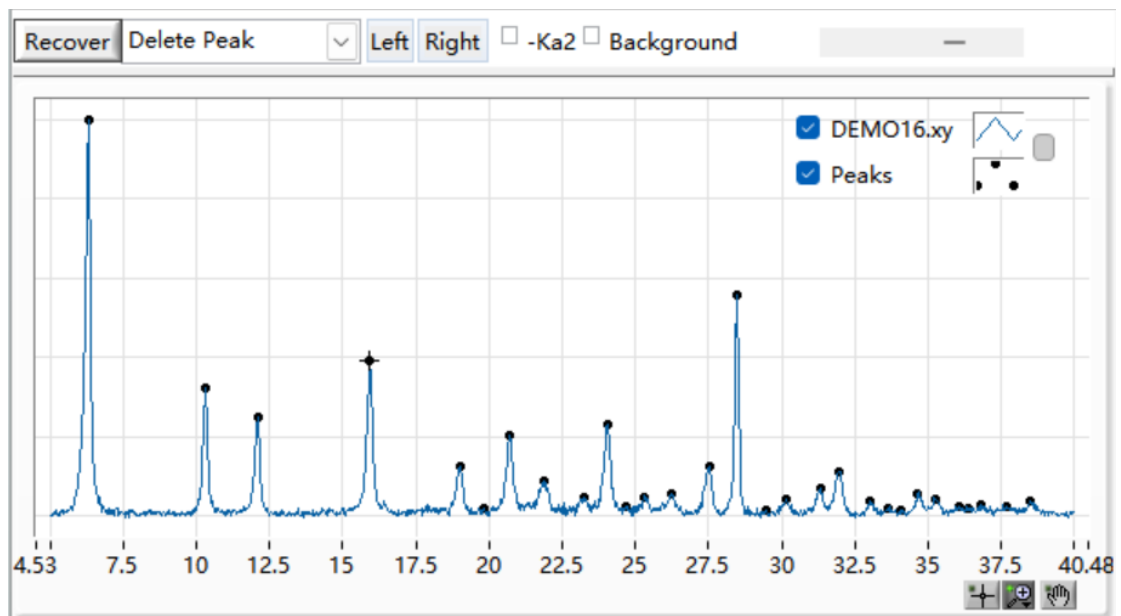 Recover Delete Peak Left Right -Ka2 Background
DEMO16.xy
Peaks
4.53 7.5 10 12.5 15 17.5 20 22.5 25 27.5 30 32.5 35 37.5 40.48